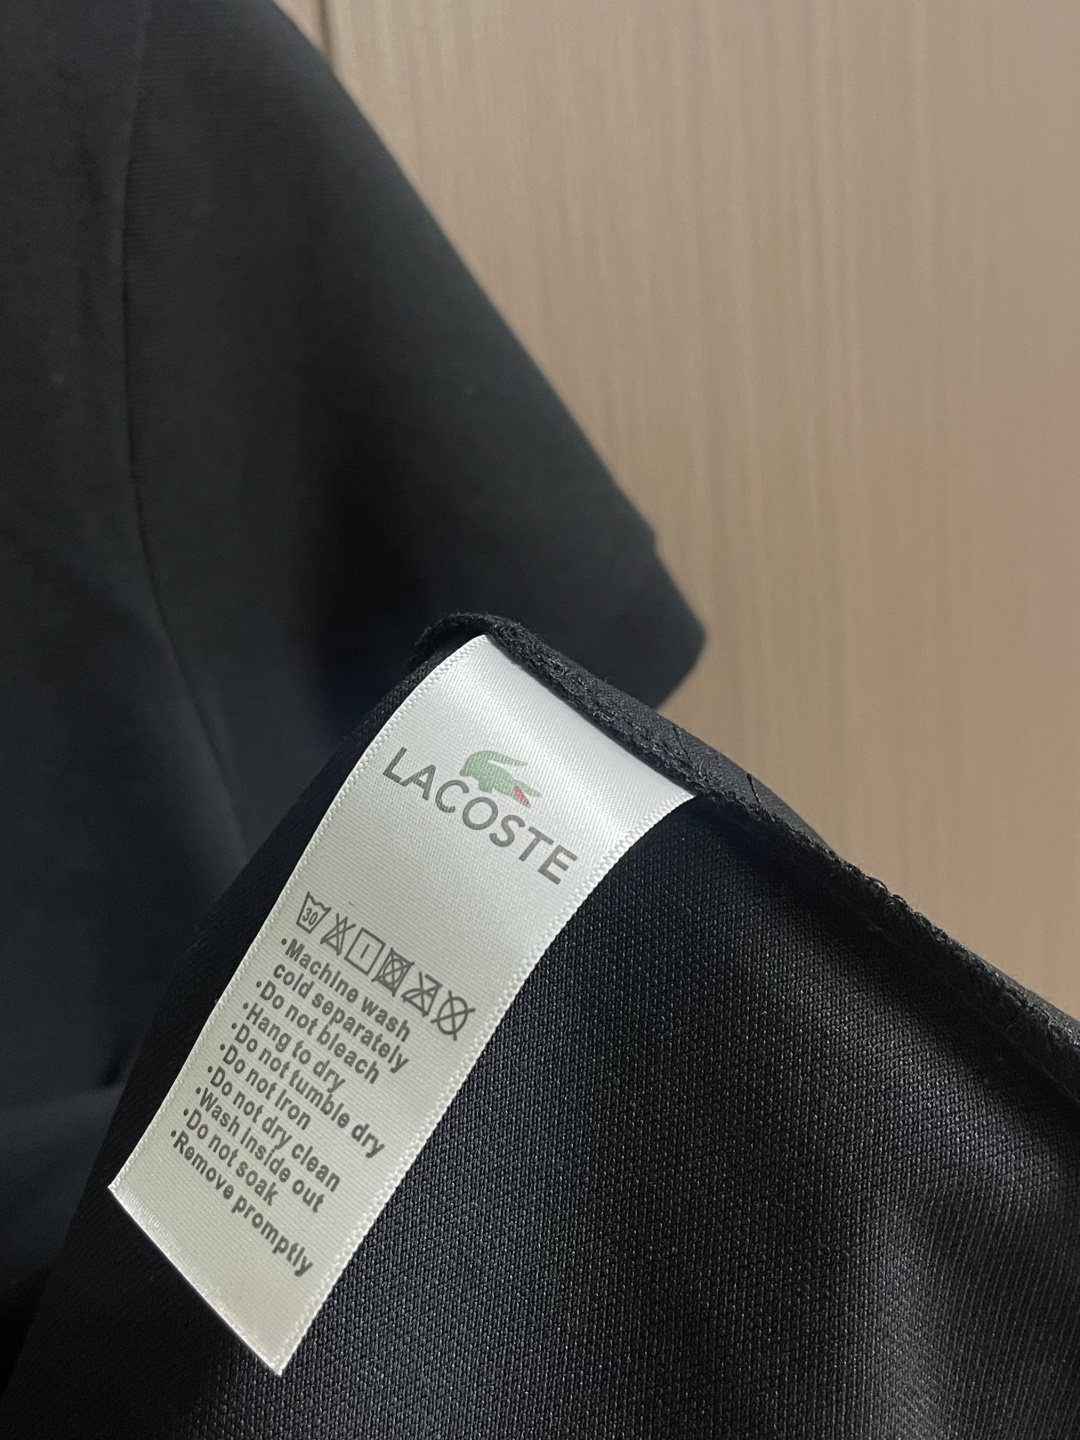 LACOSTE
30
•Machine wash
cold separately
•Do not bleach
•Hang to dry
•Do not tumble dry
•Do not Iron
•Do not dry clean
•Wash inside out
•Do not soak
•Remove promptly